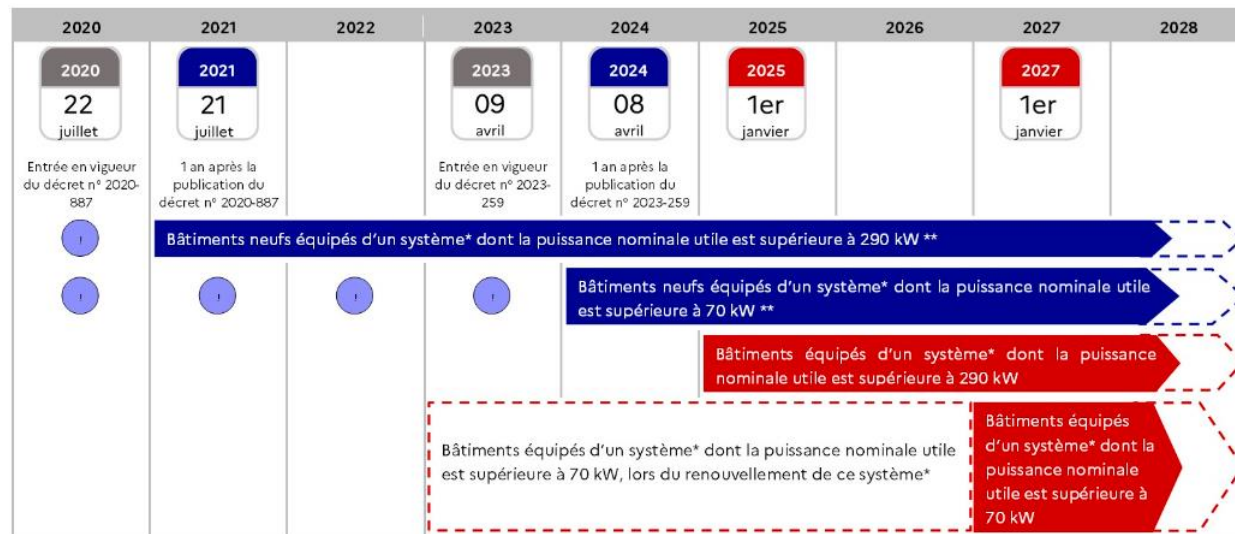 2020 2021 2022 2023 2024 2025 2026 2027 2028
2020
22
juillet
2021
21
juillet
2023
09
avril
2024
08
avril
2025
1er
janvier
2027
1er
janvier
Entrée en vigueur
du décret n° 2020-
887
1 an après la
publication du
décret n° 2020-887
Entrée en vigueur
du décret n° 2023-
259
1 an après la
publication du
décret n° 2023-259
!
Bâtiments neufs équipés d'un système* dont la puissance nominale utile est supérieure à 290 kW **
!
!
!
!
Bâtiments neufs équipés d'un système* dont la puissance nominale utile
est supérieure à 70 kW **
Bâtiments équipés d'un système* dont la puissance
nominale utile est supérieure à 290 kW
Bâtiments équipés d'un système* dont la puissance nominale utile
est supérieure à 70 kW, lors du renouvellement de ce système*
Bâtiments équipés
d'un système* dont la
puissance nominale
utile est supérieure à
70 kW